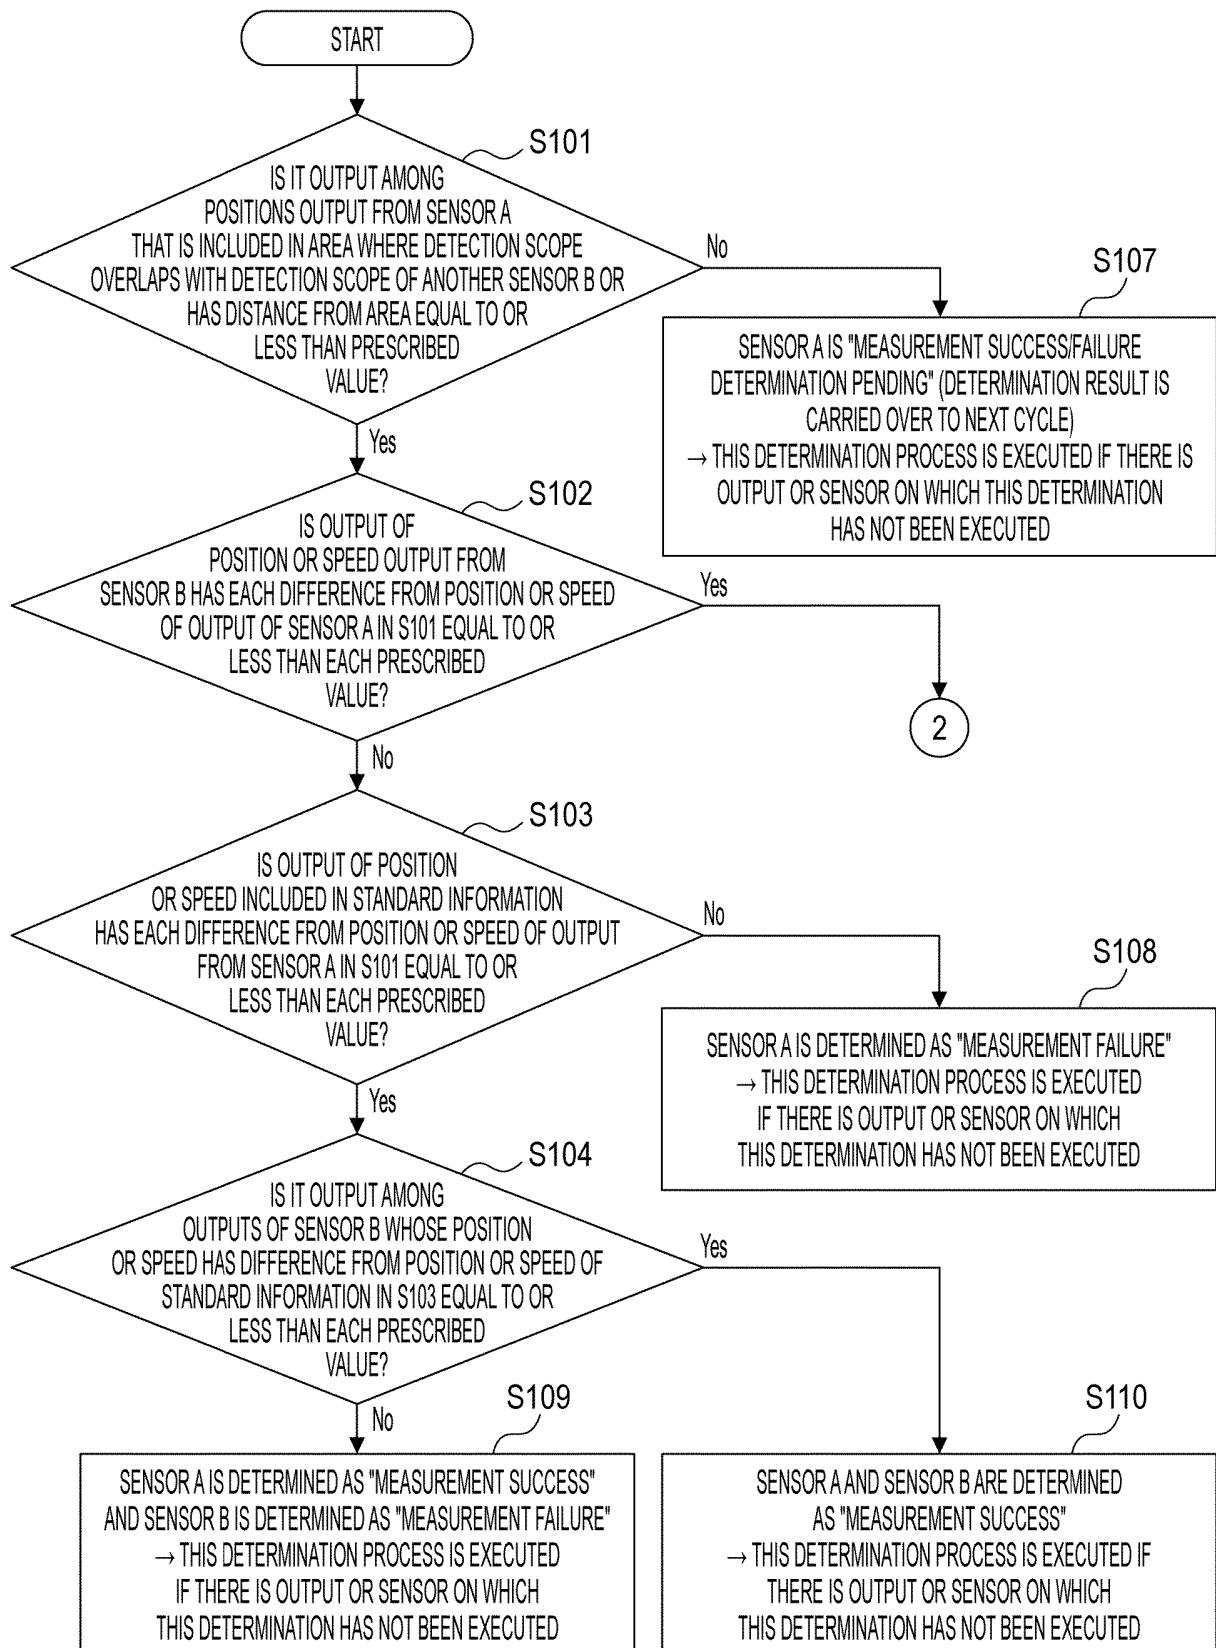 START
S101
IS IT OUTPUT AMONG
POSITIONS OUTPUT FROM SENSOR A
THAT IS INCLUDED IN AREA WHERE DETECTION SCOPE
OVERLAPS WITH DETECTION SCOPE OF ANOTHER SENSOR B OR
HAS DISTANCE FROM AREA EQUAL TO OR
LESS THAN PRESCRIBED
VALUE?
No
S107
SENSOR A IS "MEASUREMENT SUCCESS/FAILURE
DETERMINATION PENDING" (DETERMINATION RESULT IS
CARRIED OVER TO NEXT CYCLE)
→ THIS DETERMINATION PROCESS IS EXECUTED IF THERE IS
OUTPUT OR SENSOR ON WHICH THIS DETERMINATION
HAS NOT BEEN EXECUTED
Yes
S102
IS OUTPUT OF
POSITION OR SPEED OUTPUT FROM
SENSOR B HAS EACH DIFFERENCE FROM POSITION OR SPEED
OF OUTPUT OF SENSOR A IN S101 EQUAL TO OR
LESS THAN EACH PRESCRIBED
VALUE?
Yes
2
No
S103
IS OUTPUT OF POSITION
OR SPEED INCLUDED IN STANDARD INFORMATION
HAS EACH DIFFERENCE FROM POSITION OR SPEED OF OUTPUT
FROM SENSOR A IN S101 EQUAL TO OR
LESS THAN EACH PRESCRIBED
VALUE?
No
S108
SENSOR A IS DETERMINED AS "MEASUREMENT FAILURE"
→ THIS DETERMINATION PROCESS IS EXECUTED
IF THERE IS OUTPUT OR SENSOR ON WHICH
THIS DETERMINATION HAS NOT BEEN EXECUTED
Yes
S104
IS IT OUTPUT AMONG
OUTPUTS OF SENSOR B WHOSE POSITION
OR SPEED HAS DIFFERENCE FROM POSITION OR SPEED OF
STANDARD INFORMATION IN S103 EQUAL TO OR
LESS THAN EACH PRESCRIBED
VALUE?
Yes
No
S109
SENSOR A IS DETERMINED AS "MEASUREMENT SUCCESS"
AND SENSOR B IS DETERMINED AS "MEASUREMENT FAILURE"
→ THIS DETERMINATION PROCESS IS EXECUTED
IF THERE IS OUTPUT OR SENSOR ON WHICH
THIS DETERMINATION HAS NOT BEEN EXECUTED
S110
SENSOR A AND SENSOR B ARE DETERMINED
AS "MEASUREMENT SUCCESS"
→ THIS DETERMINATION PROCESS IS EXECUTED IF
THERE IS OUTPUT OR SENSOR ON WHICH
THIS DETERMINATION HAS NOT BEEN EXECUTED